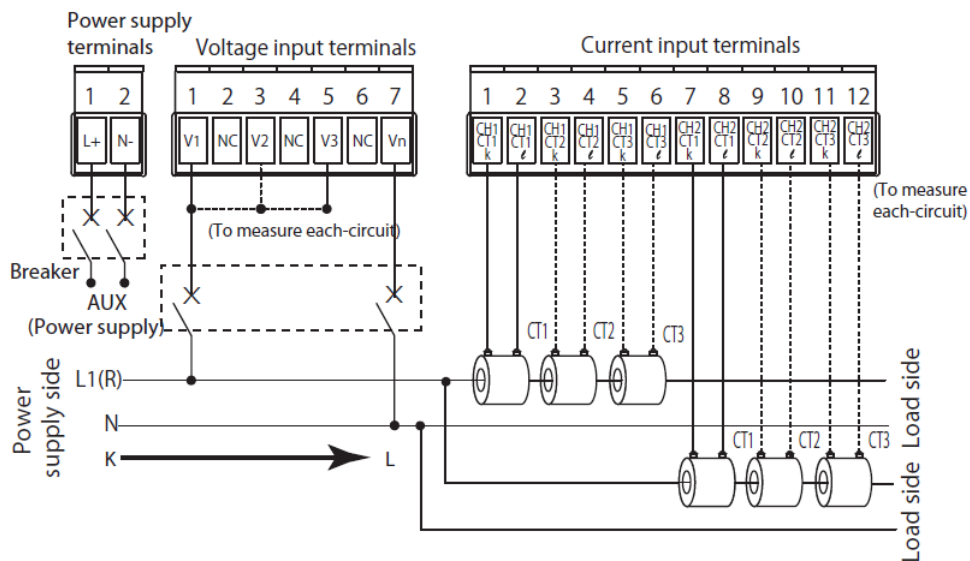 Power supply
terminals
Voltage input terminals
Current input terminals
1 2
1 2 3 4 5 6 7
1 2 3 4 5 6 7 8 9 10 11 12
L+ N-
V1 NC V2 NC V3 NC Vn
CH1 CT1 k
CH1 CT1 ℓ
CH1 CT2 k
CH1 CT2 ℓ
CH1 CT3 k
CH1 CT3 ℓ
CH2 CT1 k
CH2 CT1 ℓ
CH2 CT2 k
CH2 CT2 ℓ
CH2 CT3 k
CH2 CT3 ℓ
(To measure
each-circuit)
(To measure each-circuit)
Breaker
AUX
(Power supply)
CT1 CT2 CT3
Power
supply side
L1(R)
N
K L
Load side
CT1 CT2 CT3
Load side